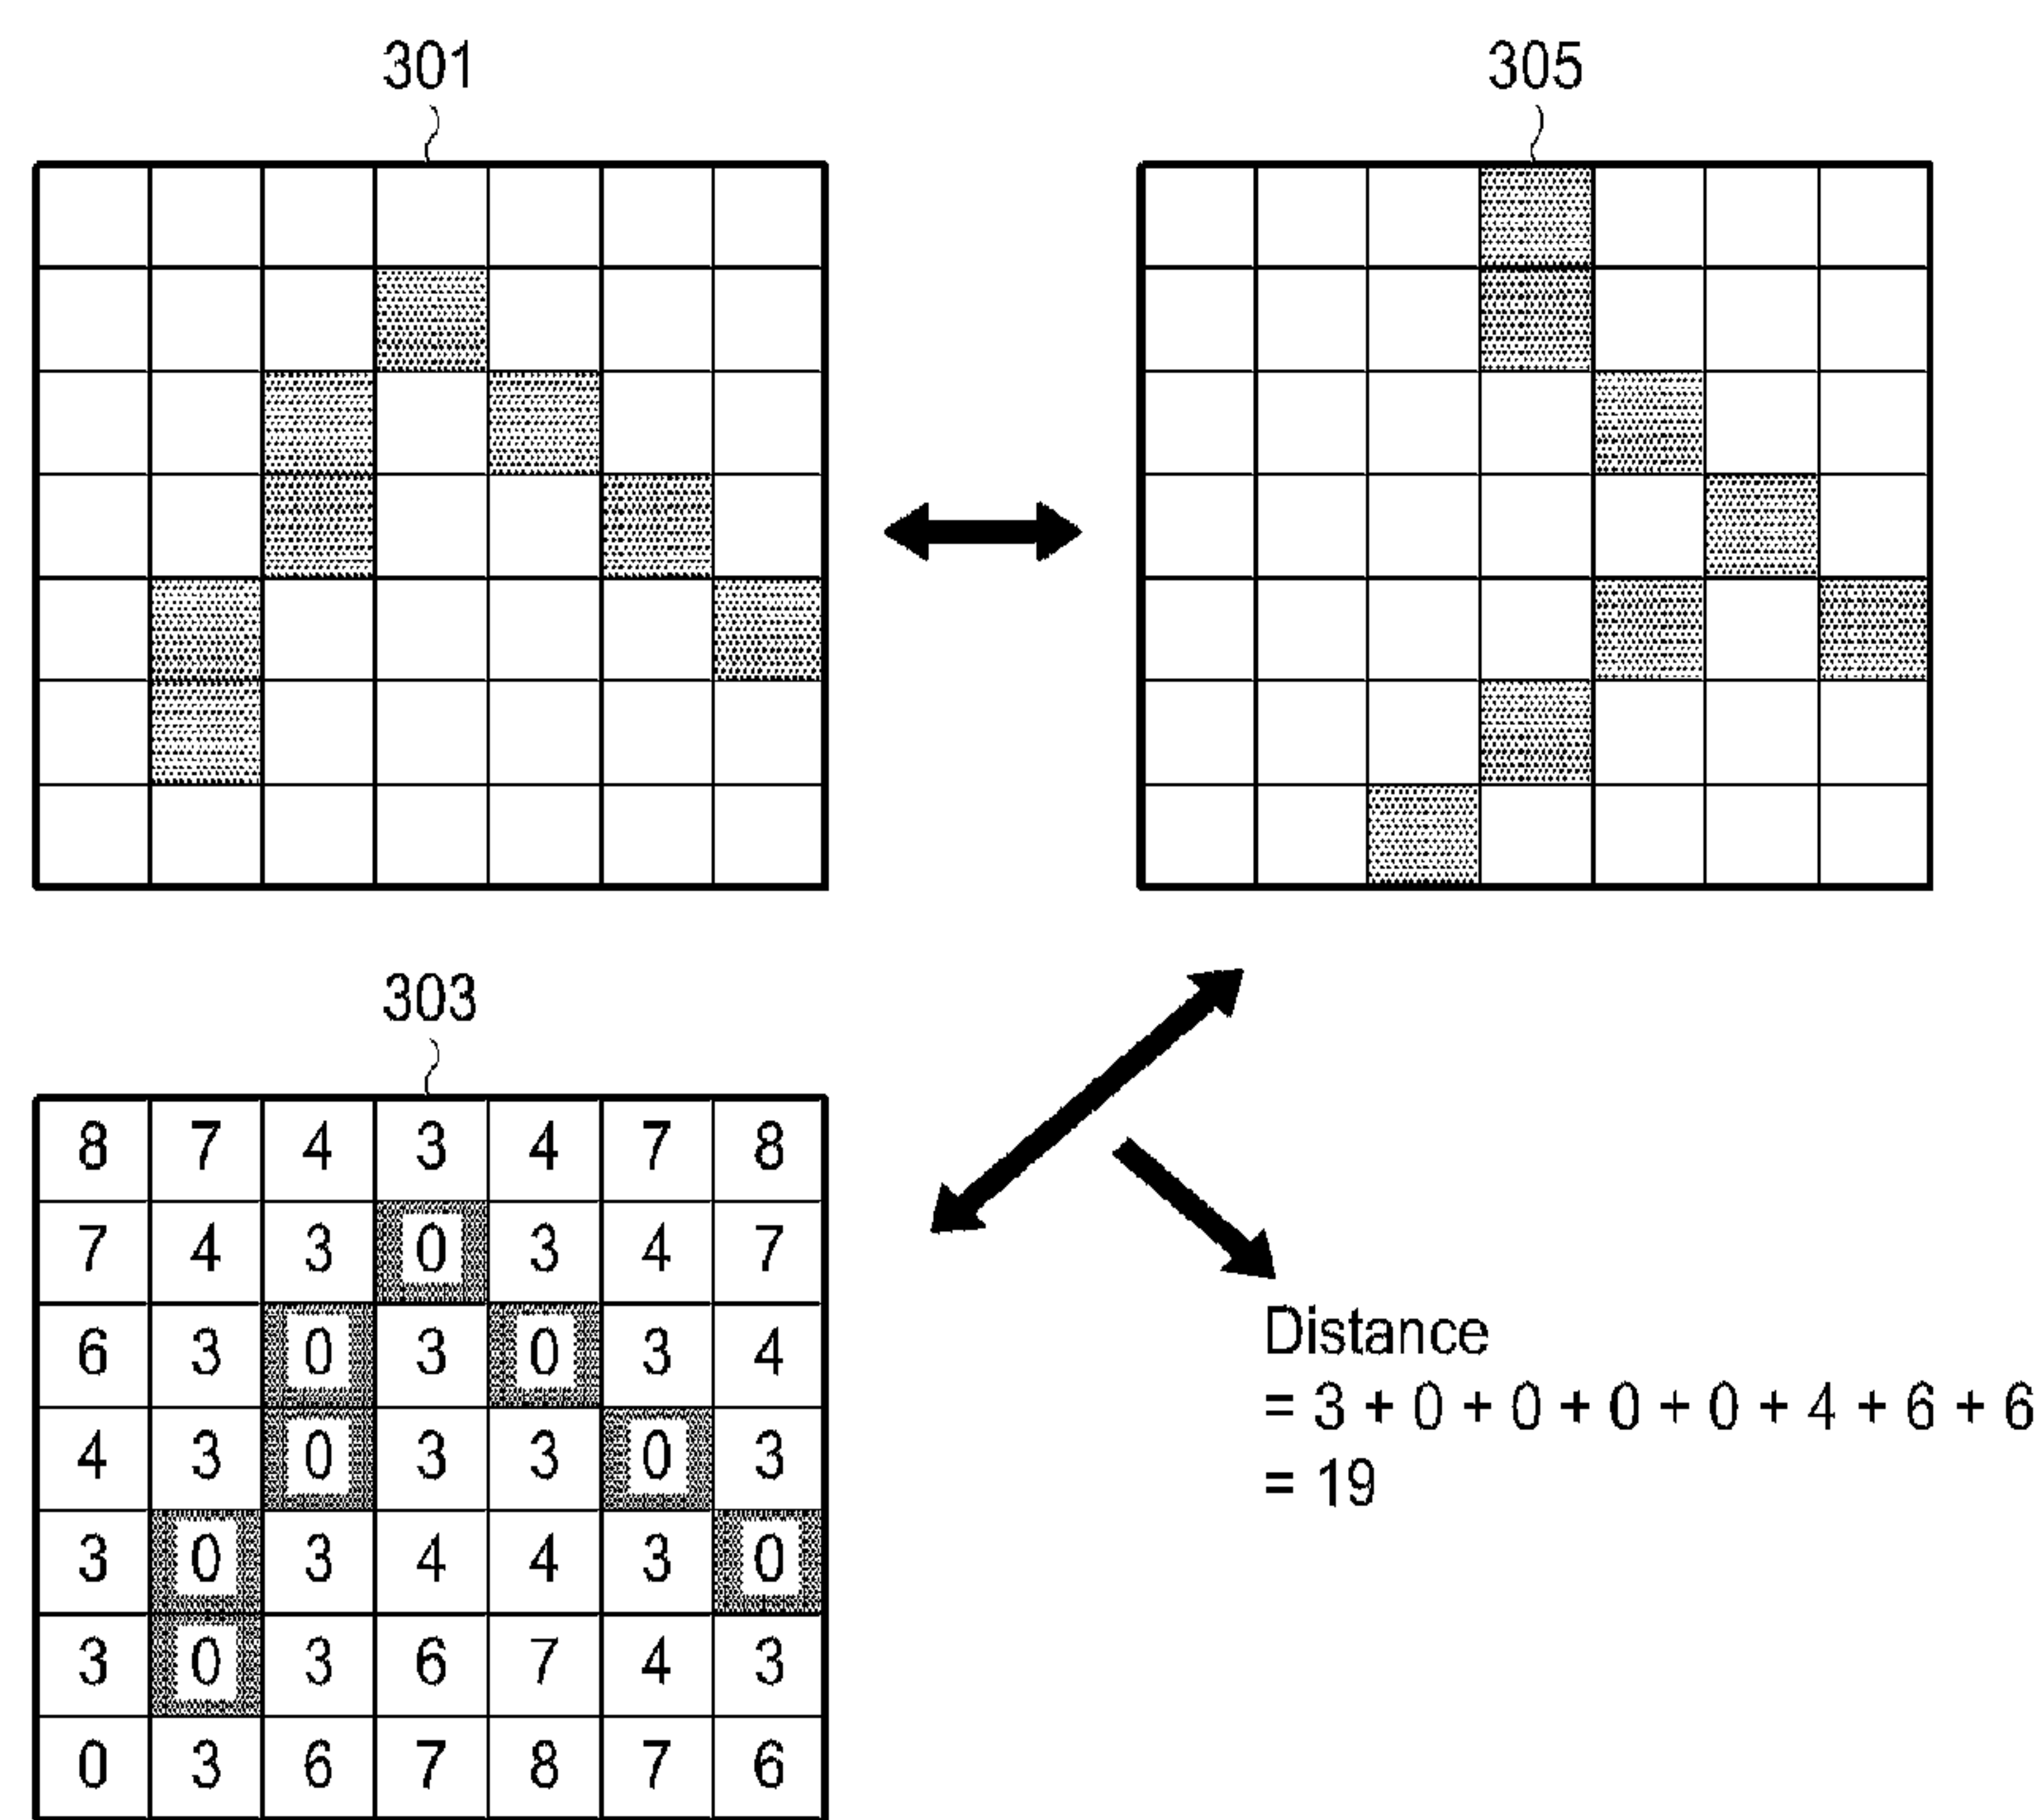 301
305
303
8 7 4 3 4 7 8
7 4 3 0 3 4 7
6 3 0 3 0 3 4
4 3 0 3 3 0 3
3 0 3 4 4 3 0
3 0 3 6 7 4 3
0 3 6 7 8 7 6
Distance
= 3 + 0 + 0 + 0 + 0 + 4 + 6 + 6
= 19